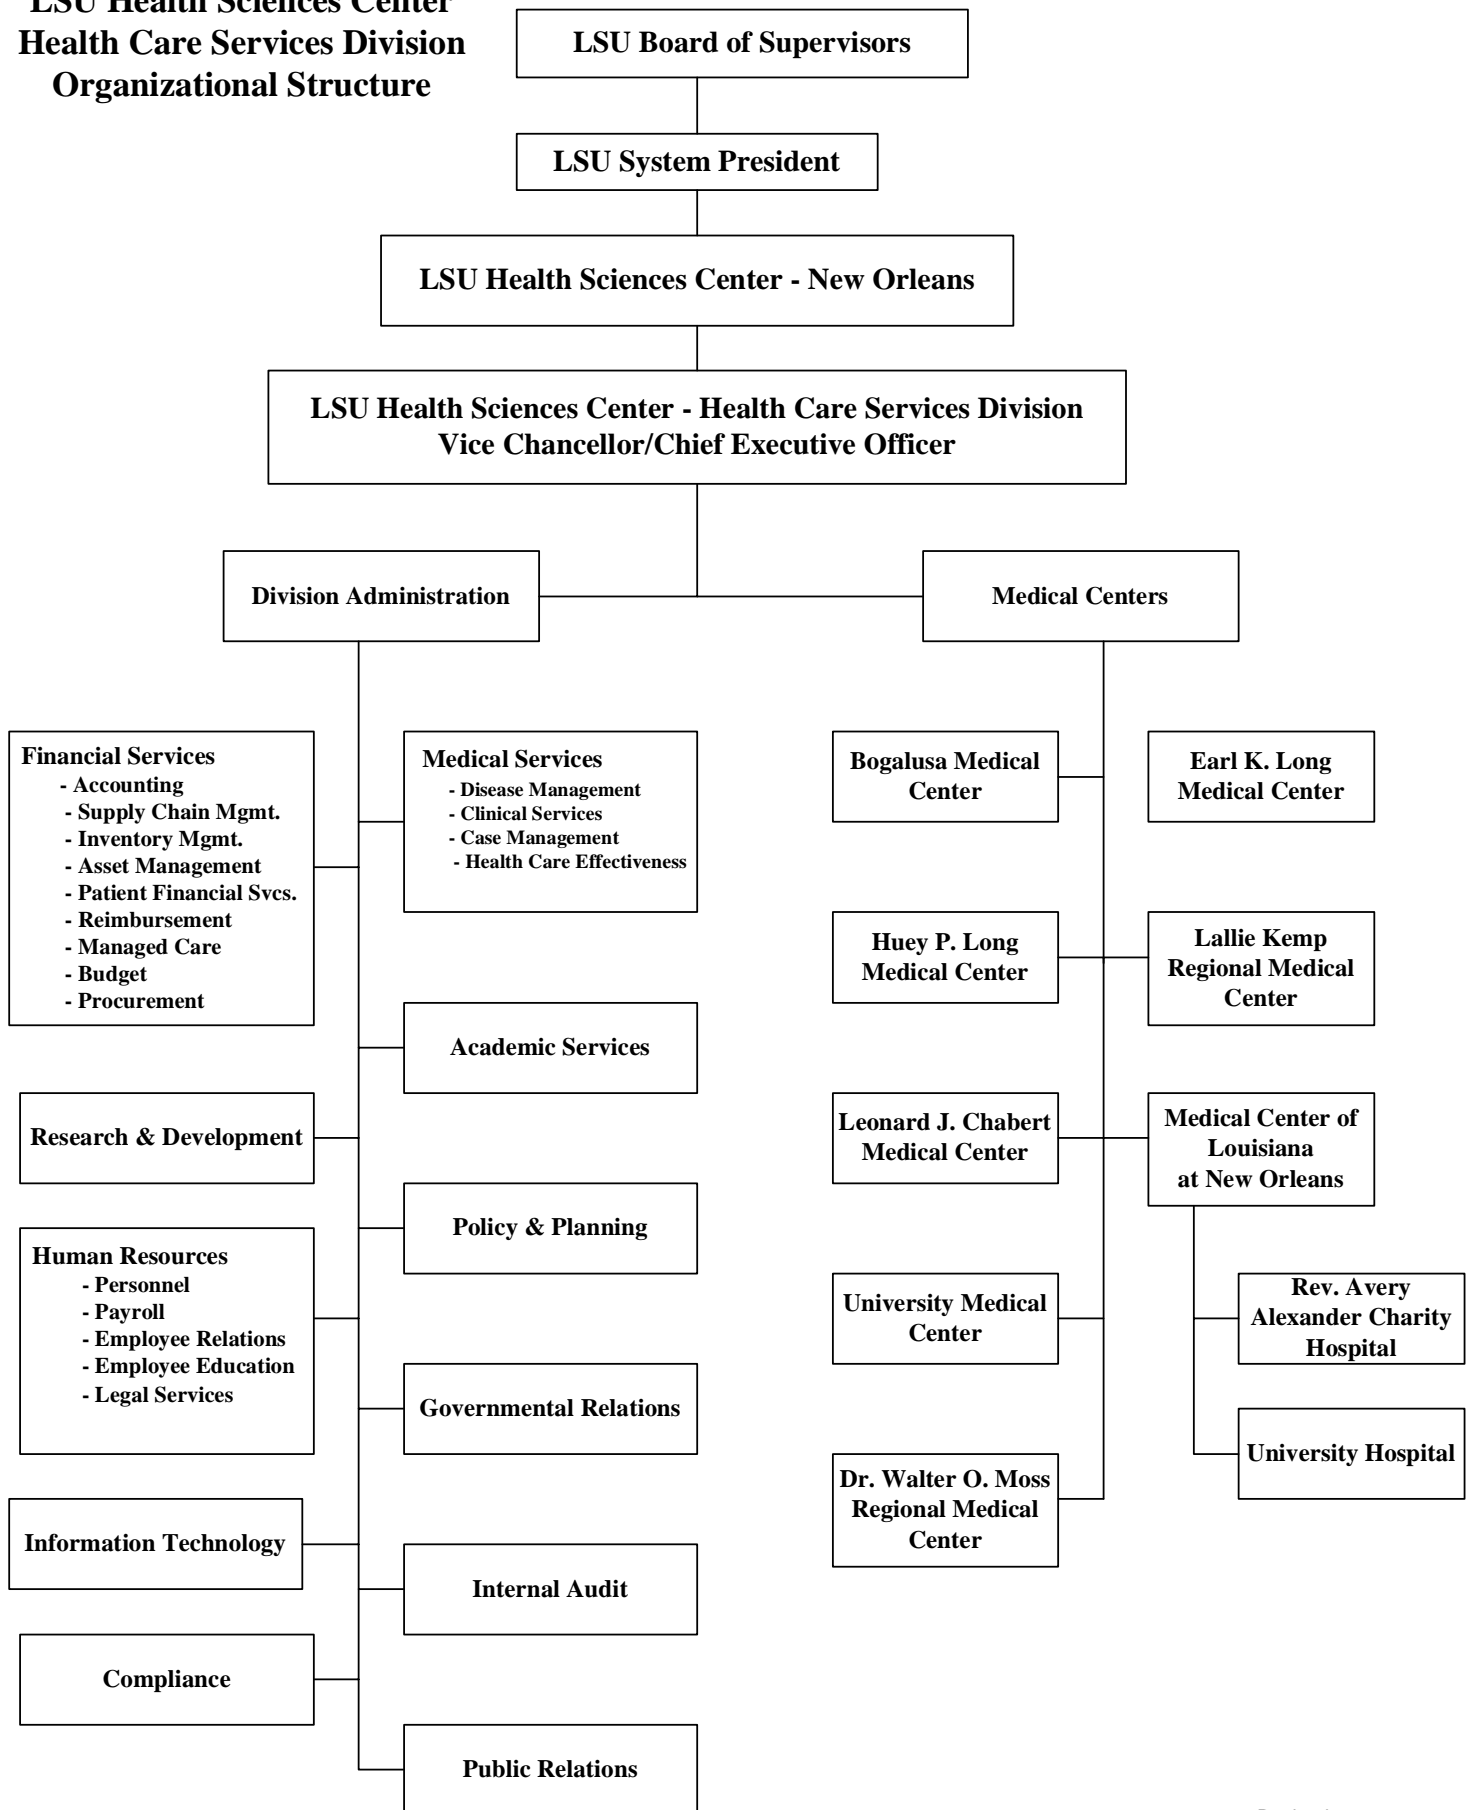 LSU Health Sciences Center
Health Care Services Division
Organizational Structure
LSU Board of Supervisors
LSU System President
LSU Health Sciences Center - New Orleans
LSU Health Sciences Center - Health Care Services Division
Vice Chancellor/Chief Executive Officer
Division Administration
Medical Centers
Financial Services
- Accounting
- Supply Chain Mgmt.
- Inventory Mgmt.
- Asset Management
- Patient Financial Svcs.
- Reimbursement
- Managed Care
- Budget
- Procurement
Medical Services
- Disease Management
- Clinical Services
- Case Management
- Health Care Effectiveness
Academic Services
Research & Development
Policy & Planning
Human Resources
- Personnel
- Payroll
- Employee Relations
- Employee Education
- Legal Services
Governmental Relations
Information Technology
Internal Audit
Compliance
Public Relations
Bogalusa Medical
Center
Earl K. Long
Medical Center
Huey P. Long
Medical Center
Lallie Kemp
Regional Medical
Center
Leonard J. Chabert
Medical Center
Medical Center of
Louisiana
at New Orleans
University Medical
Center
Rev. Avery
Alexander Charity
Hospital
University Hospital
Dr. Walter O. Moss
Regional Medical
Center